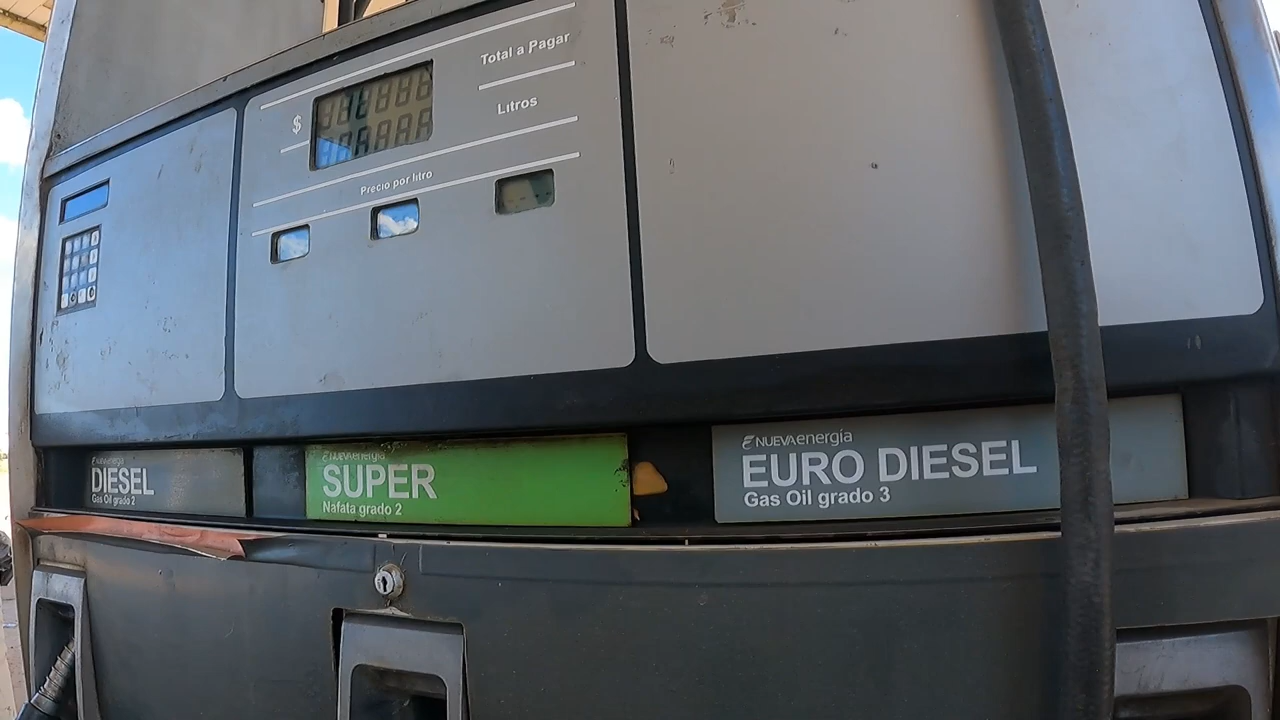 Total a Pagar
$
Litros
Precio por litro
NUEVAenergía
DIESEL
Gas Oil grado 2
NUEVAenergía
SUPER
Nafata grado 2
NUEVAenergía
EURO DIESEL
Gas Oil grado 3